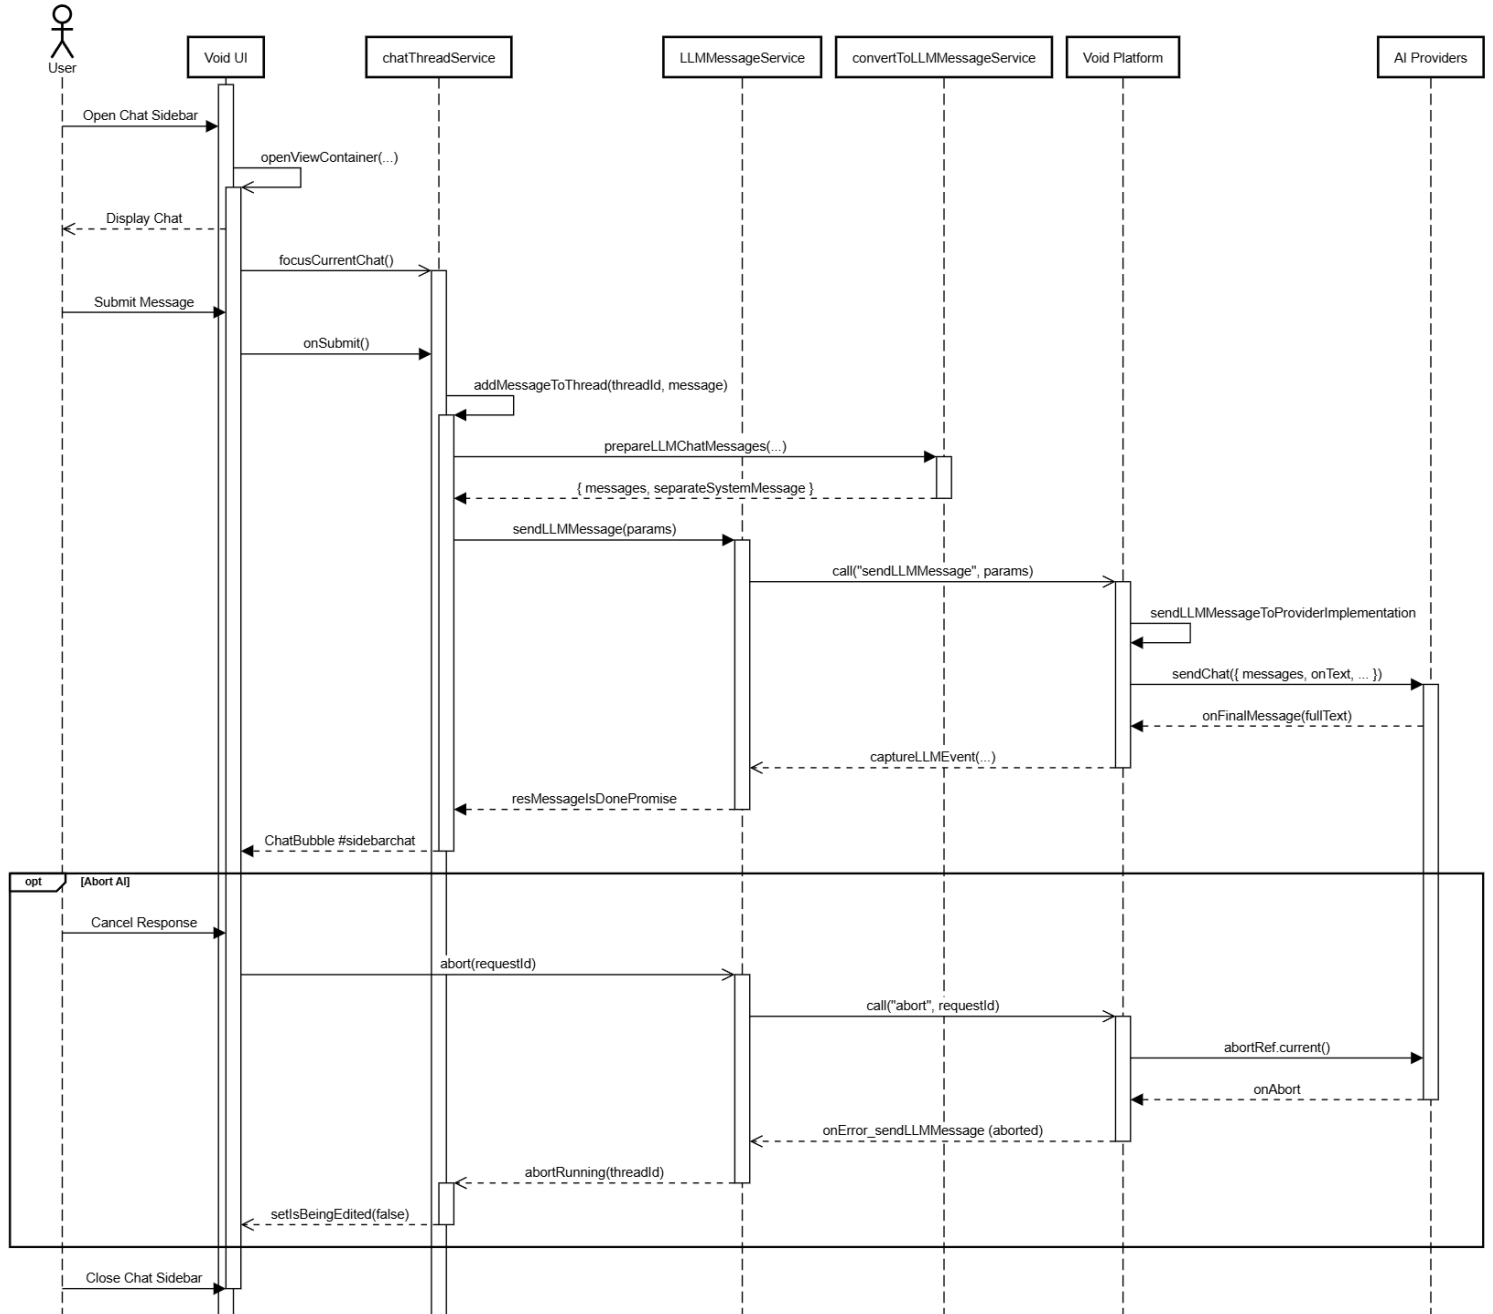 User
Void UI
chatThreadService
LLMMessageService
convertToLLMMessageService
Void Platform
AI Providers
Open Chat Sidebar
openViewContainer(...)
Display Chat
focusCurrentChat()
Submit Message
onSubmit()
addMessageToThread(threadId, message)
prepareLLMChatMessages(...)
{ messages, separateSystemMessage }
sendLLMMessage(params)
call("sendLLMMessage", params)
sendLLMMessageToProviderImplementation
sendChat({ messages, onText, ... })
onFinalMessage(fullText)
captureLLMEvent(...)
resMessageIsDonePromise
ChatBubble #sidebarchat
opt [Abort AI]
Cancel Response
abort(requestId)
call("abort", requestId)
abortRef.current()
onAbort
onError_sendLLMMessage (aborted)
abortRunning(threadId)
setIsBeingEdited(false)
Close Chat Sidebar